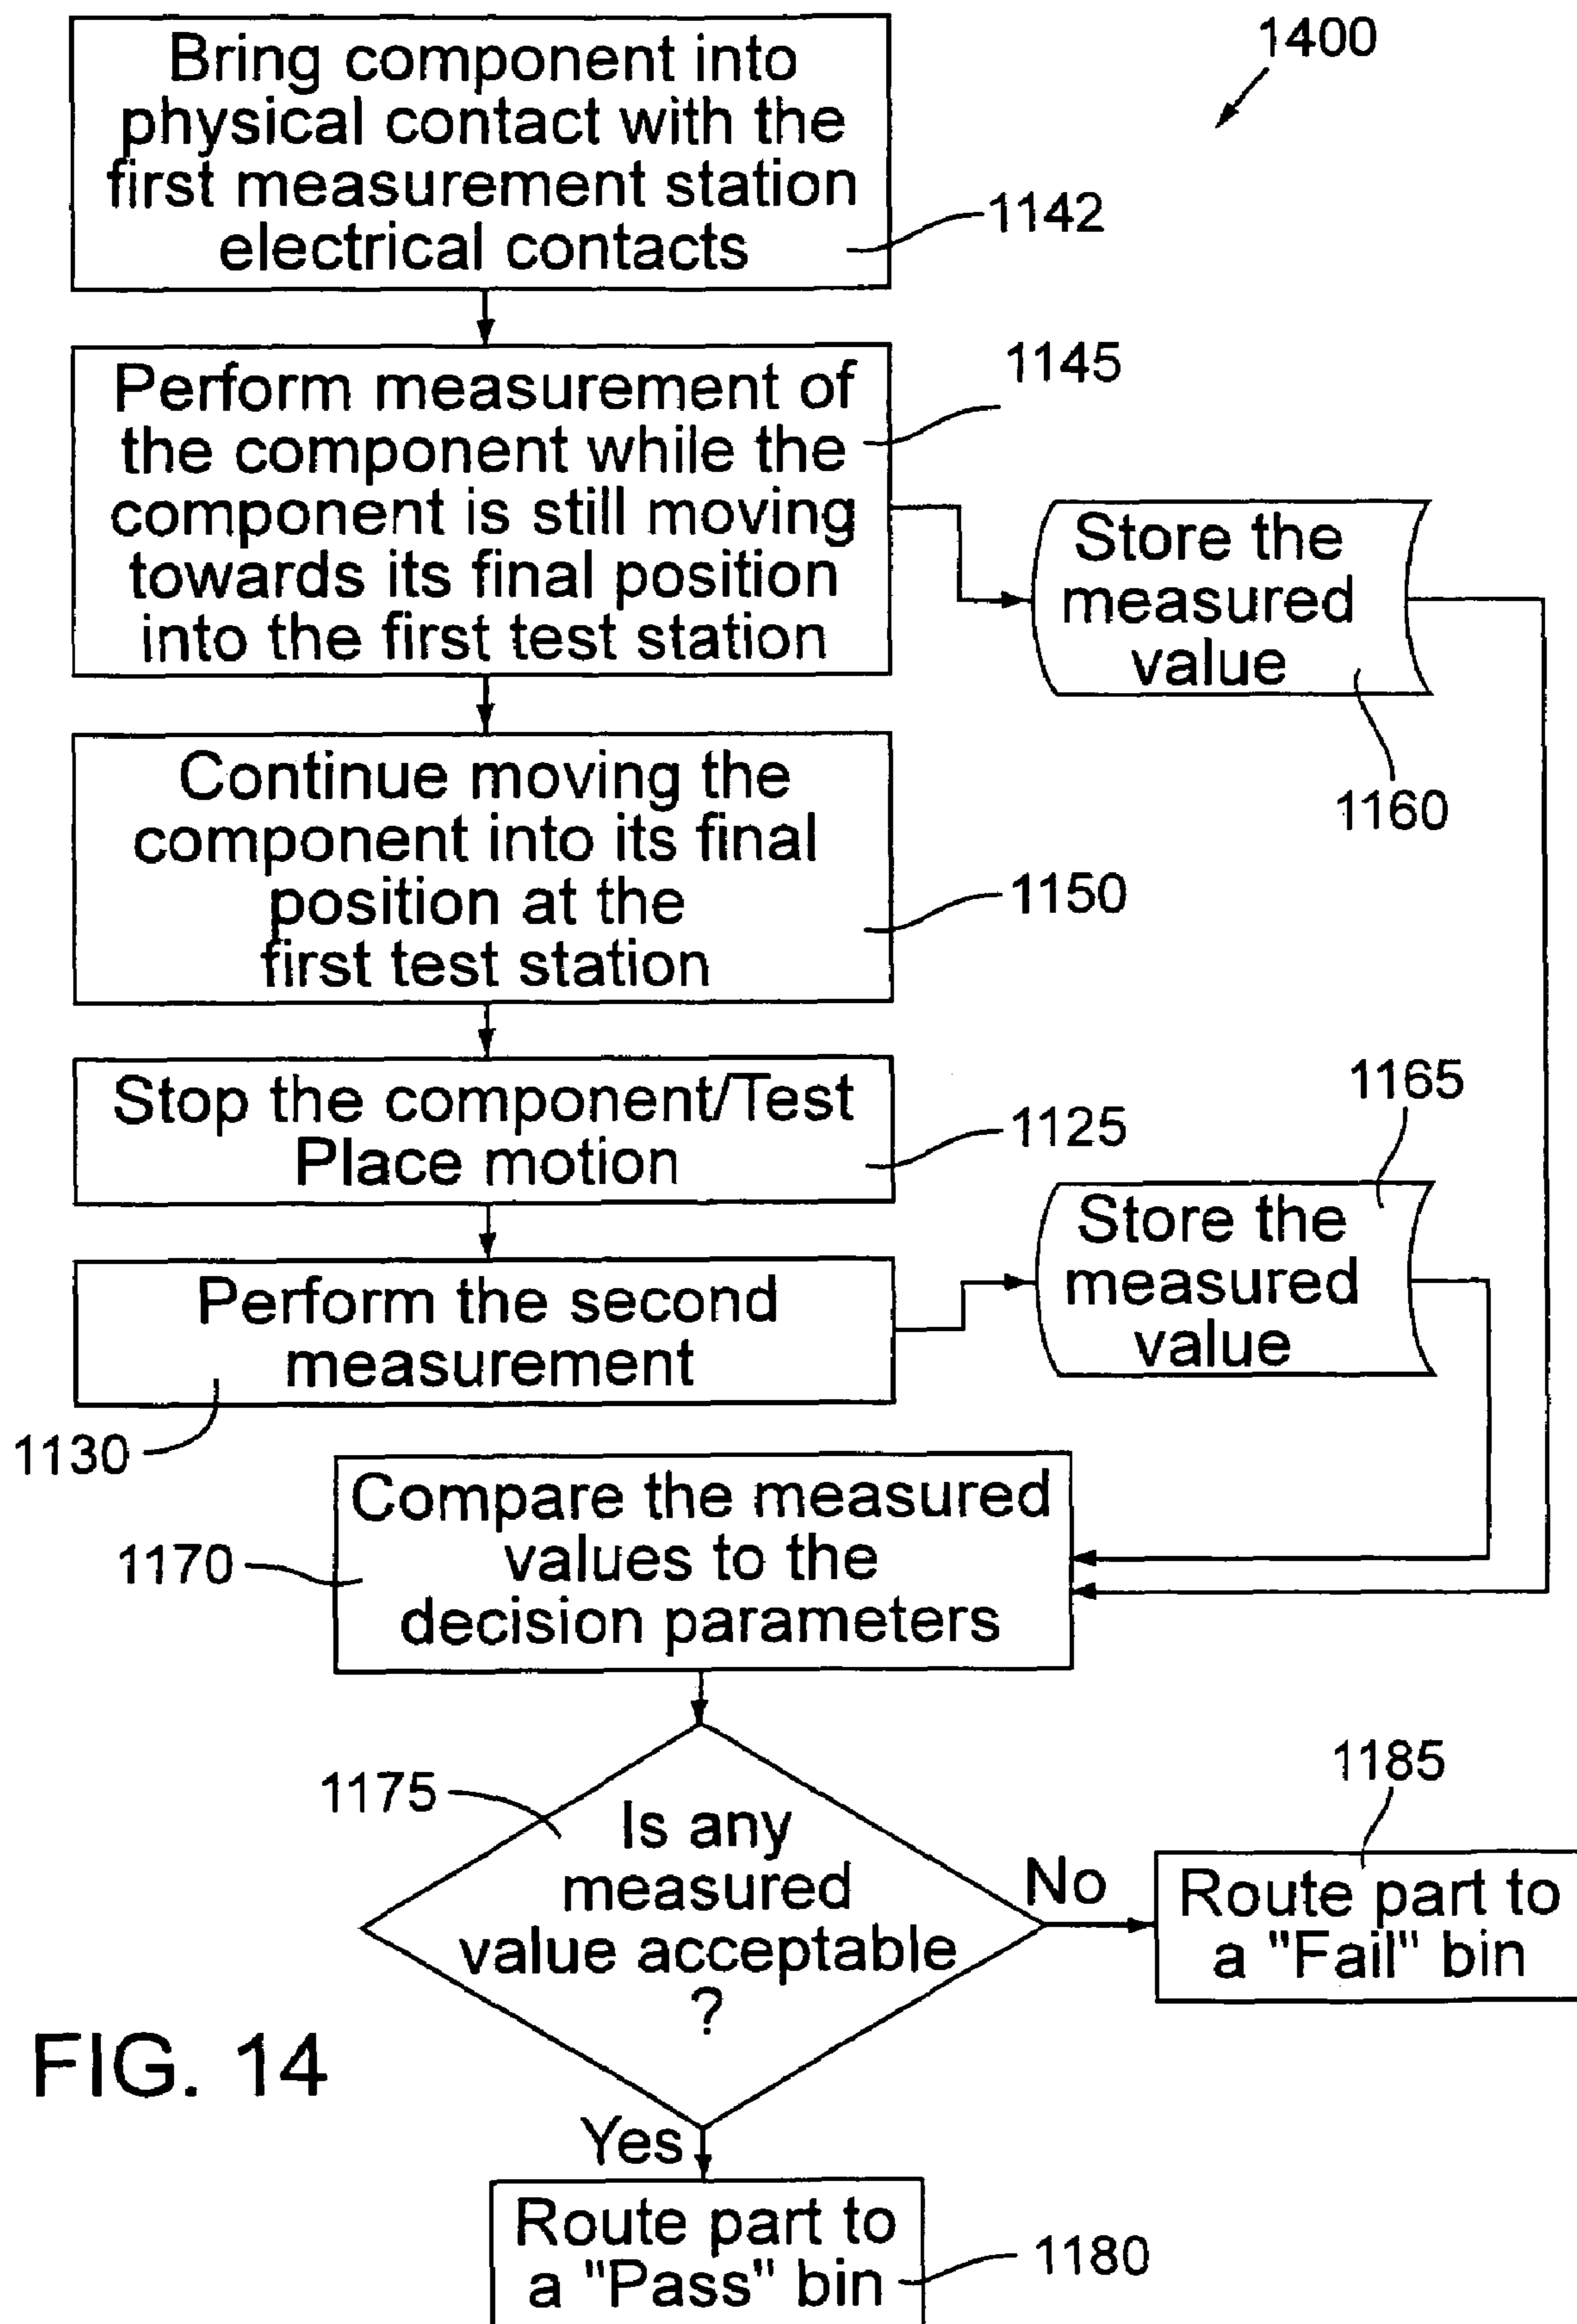 1400
Bring component into
physical contact with the
first measurement station
electrical contacts
1142
Perform measurement of
the component while the
component is still moving
towards its final position
into the first test station
1145
Store the
measured
value
1160
Continue moving the
component into its final
position at the
first test station
1150
Stop the component/Test
Place motion
1125
Perform the second
measurement
1130
1165
Store the
measured
value
Compare the measured
values to the
decision parameters
1170
1175
Is any
measured
value acceptable
?
No
1185
Route part to
a "Fail" bin
FIG. 14
Yes
Route part to
a "Pass" bin
1180